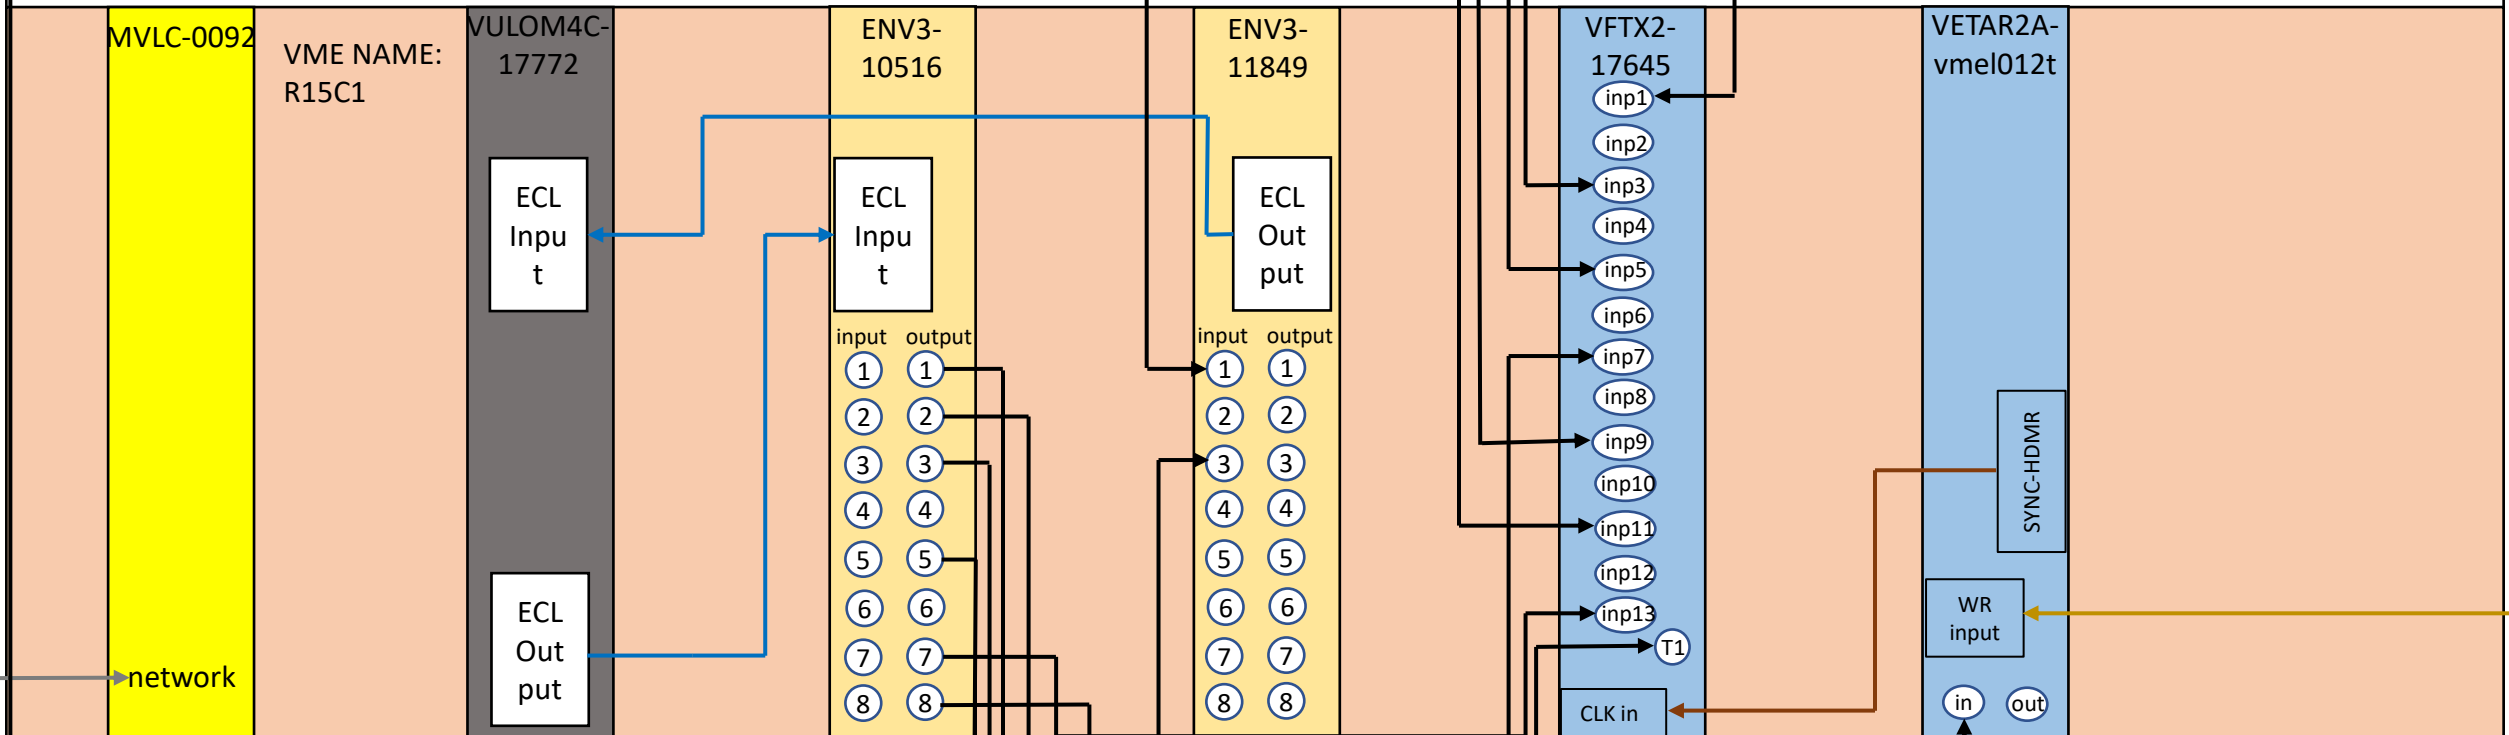 MVLC-0092
VME NAME:
R15C1
network
VULOM4C-
17772
ECL
Inpu
t
ECL
Out
put
ENV3-
10516
ECL
Inpu
t
input output
1 1
2 2
3 3
4 4
5 5
6 6
7 7
8 8
ENV3-
11849
ECL
Out
put
input output
1 1
2 2
3 3
4 4
5 5
6 6
7 7
8 8
VFTX2-
17645
inp1
inp2
inp3
inp4
inp5
inp6
inp7
inp8
inp9
inp10
inp11
inp12
inp13
T1
CLK in
VETAR2A-
vmel012t
SYNC-HDMR
WR
input
in out